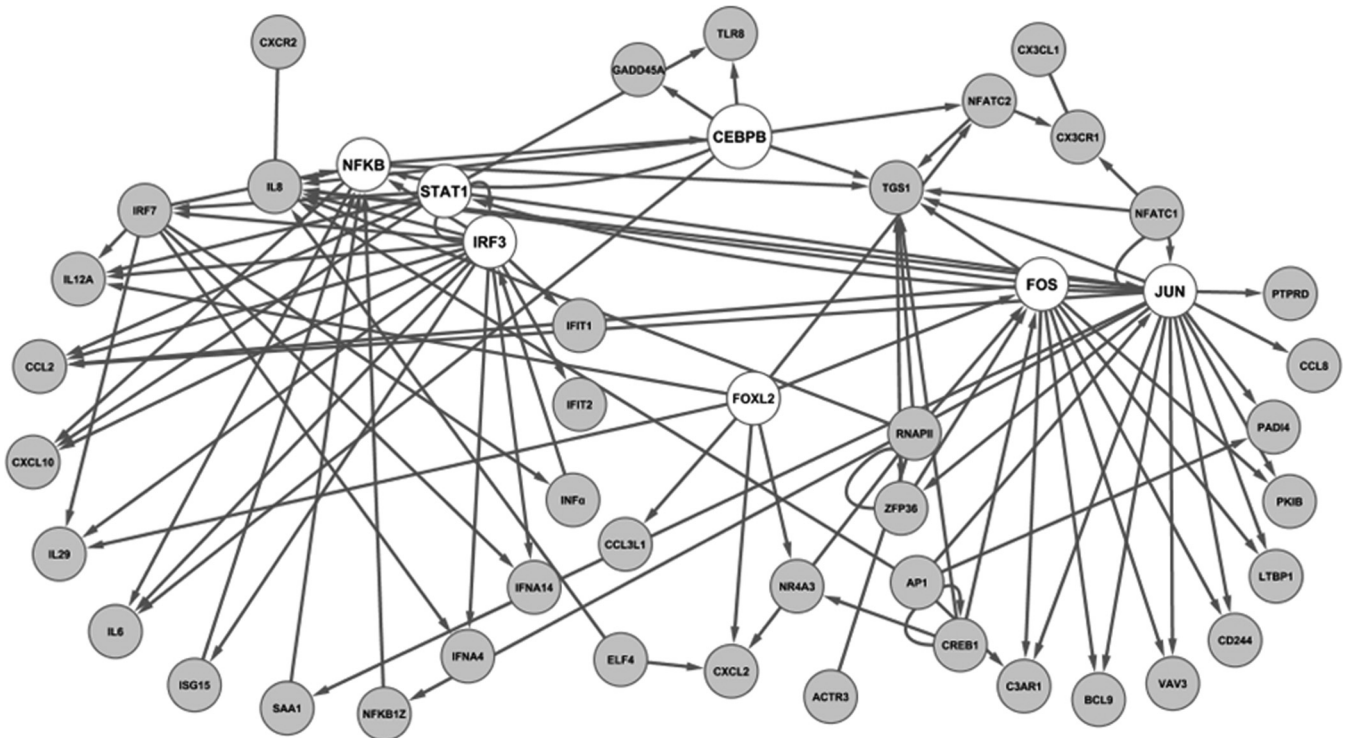 CXCR2
TLR8
CX3CL1
GADD45A
NFATC2
CEBPB
CX3CR1
NFKB
IL8
STAT1
TGS1
IRF7
NFATC1
IRF3
IL12A
FOS
JUN
PTPRD
IFIT1
CCL2
CCL8
IFIT2
FOXL2
RNAPII
PADI4
CXCL10
INFα
ZFP36
PKIB
IL29
CCL3L1
IFNA14
NR4A3
AP1
LTBP1
IL6
CREB1
CD244
IFNA4
ELF4
CXCL2
ISG15
C3AR1
VAV3
ACTR3
BCL9
SAA1
NFKB1Z